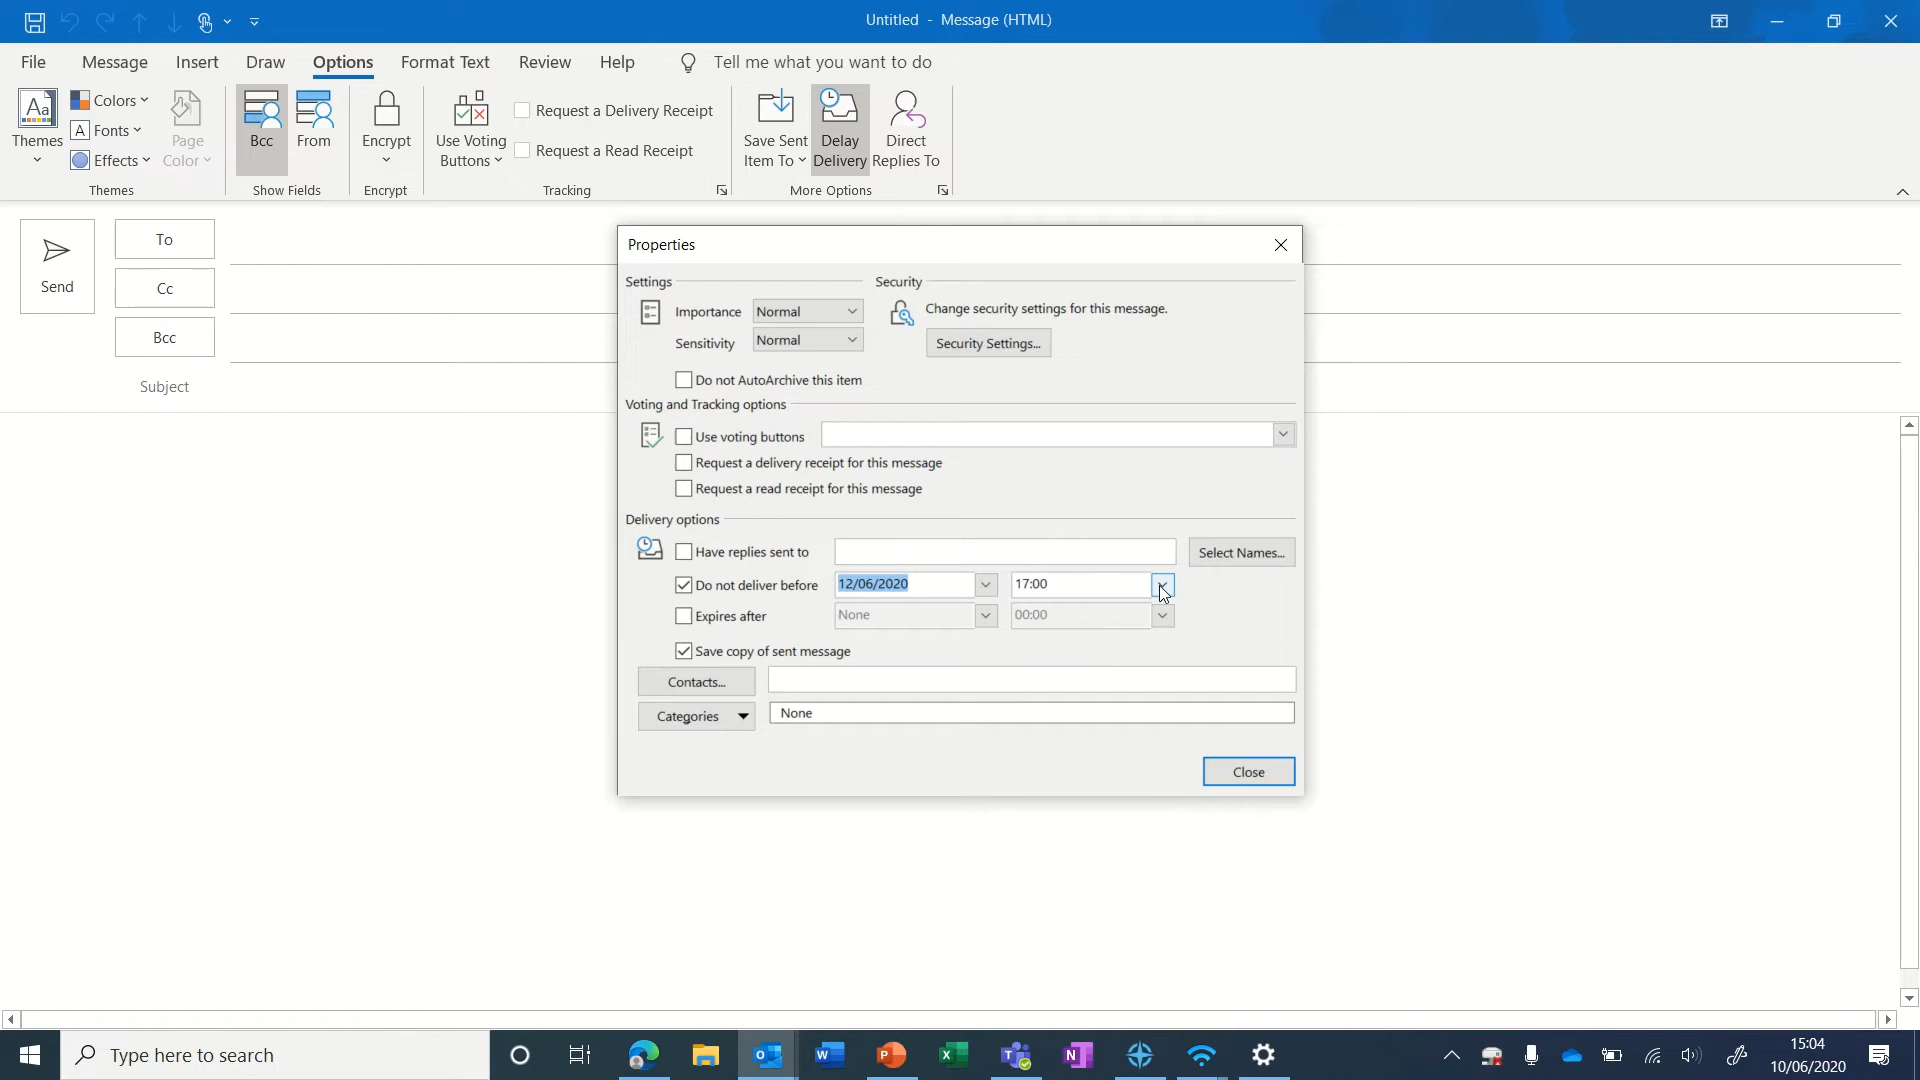 Untitled - Message (HTML)
File Message Insert Draw Options Format Text Review Help Tell me what you want to do
Aa Colors
A Fonts
Effects
Themes
Page Color
Themes
Bcc From
Show Fields
Encrypt
Encrypt
Use Voting Buttons
Request a Delivery Receipt
Request a Read Receipt
Tracking
Save Sent Item To
Delay Delivery
Direct Replies To
More Options
Send
To
Cc
Bcc
Subject
Properties
Settings
Security
Importance Normal
Change security settings for this message.
Sensitivity Normal
Security Settings...
Do not AutoArchive this item
Voting and Tracking options
Use voting buttons
Request a delivery receipt for this message
Request a read receipt for this message
Delivery options
Have replies sent to
Select Names...
Do not deliver before 12/06/2020 17:00
Expires after None 00:00
Save copy of sent message
Contacts...
Categories None
Close
Type here to search
15:04
10/06/2020